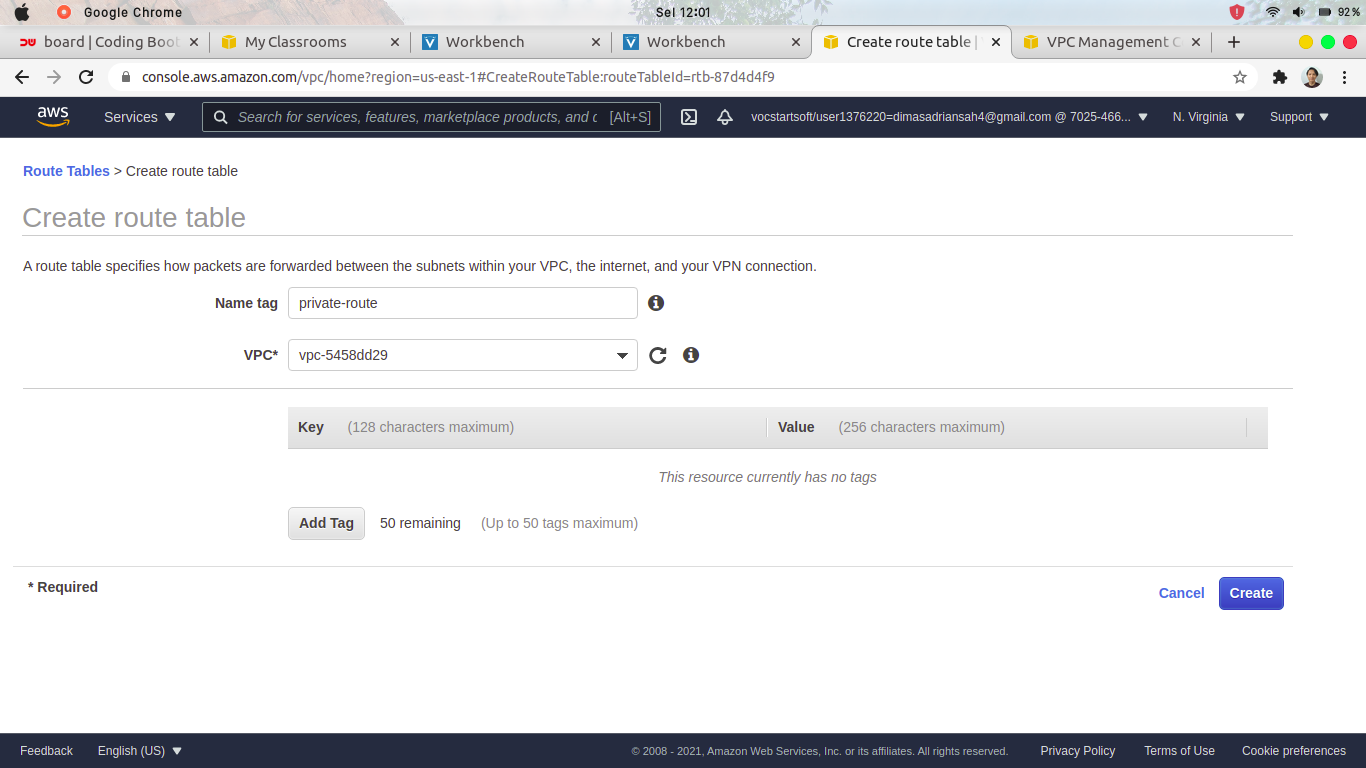 Google Chrome
Sel 12:01
92%
board | Coding Boot
My Classrooms
Workbench
Workbench
Create route table |
VPC Management C
console.aws.amazon.com/vpc/home?region=us-east-1#CreateRouteTable:routeTableId=rtb-87d4d4f9
aws
Services
Search for services, features, marketplace products, and d [Alt+S]
vocstartsoft/user1376220=dimasadriansah4@gmail.com @ 7025-466...
N. Virginia
Support
Route Tables > Create route table
Create route table
A route table specifies how packets are forwarded between the subnets within your VPC, the internet, and your VPN connection.
Name tag private-route
VPC* vpc-5458dd29
Key (128 characters maximum) Value (256 characters maximum)
This resource currently has no tags
Add Tag 50 remaining (Up to 50 tags maximum)
* Required
Cancel Create
Feedback English (US) © 2008 - 2021, Amazon Web Services, Inc. or its affiliates. All rights reserved. Privacy Policy Terms of Use Cookie preferences